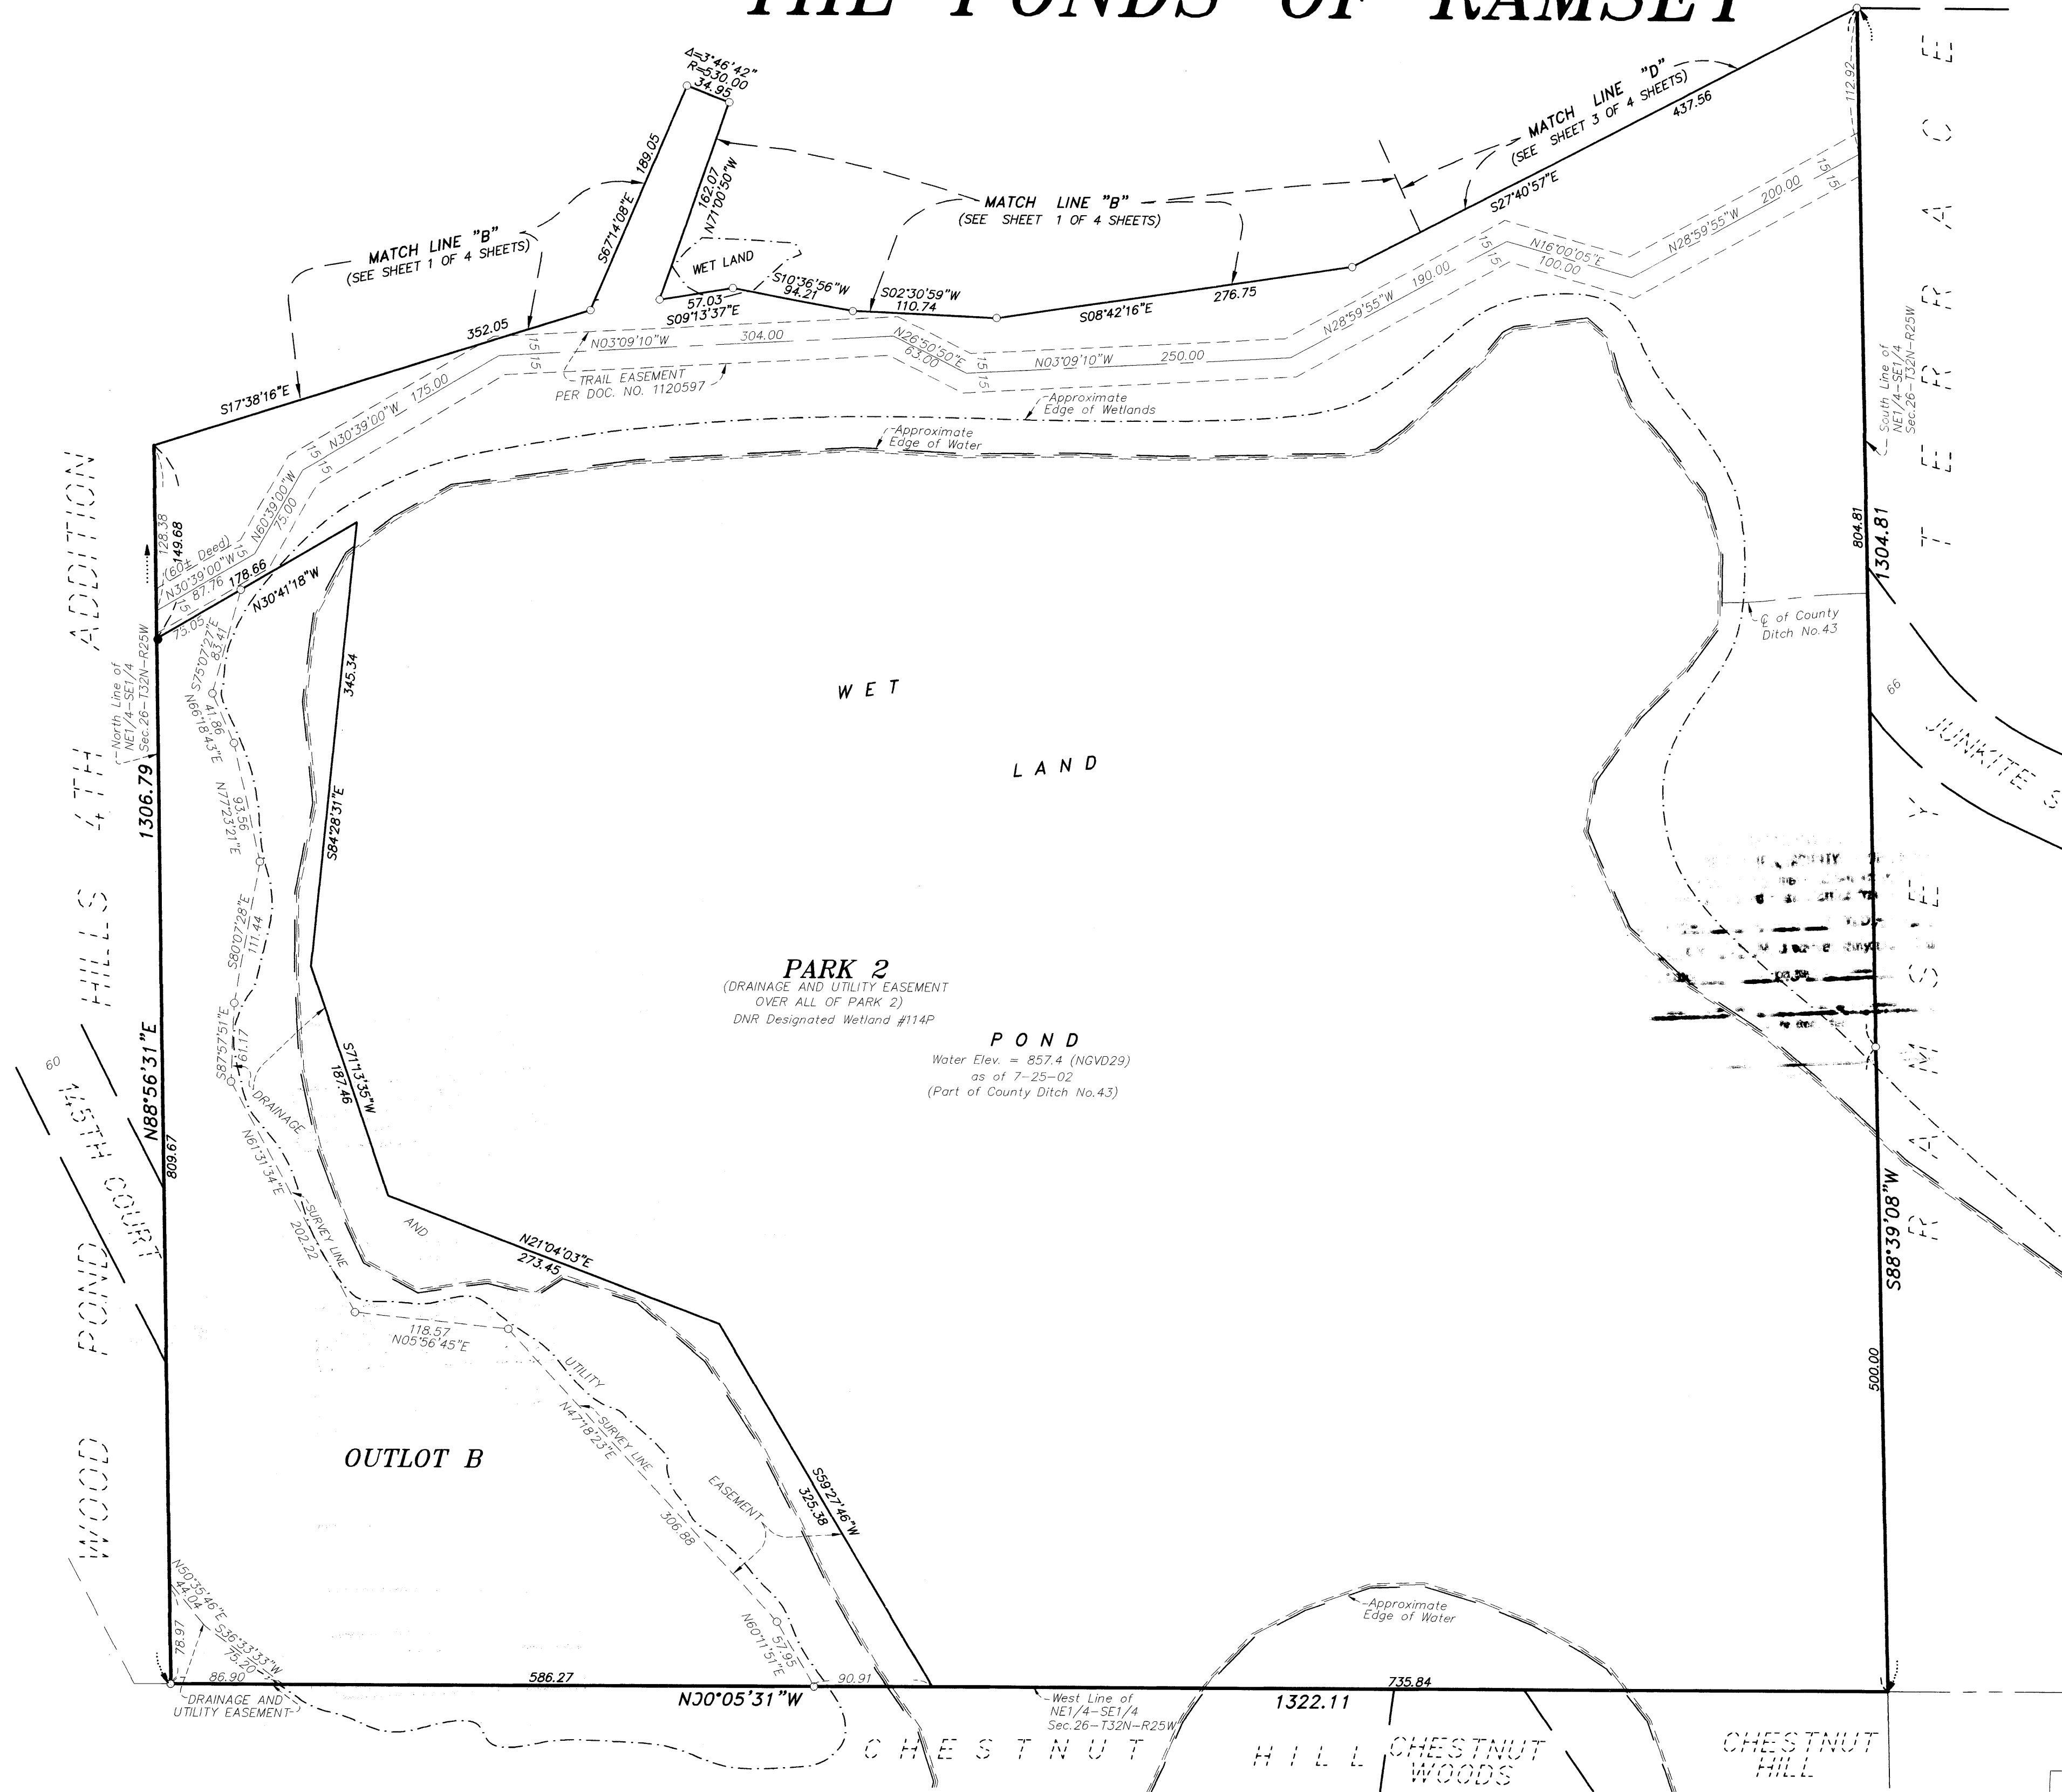 THE PONDS OF RAMSEY
Δ=3°46'42"
R=530.00
34.95
189.05
S67°14'08"E
162.07
N71°00'50"W
MATCH LINE "B"
(SEE SHEET 1 OF 4 SHEETS)
MATCH LINE "B"
(SEE SHEET 1 OF 4 SHEETS)
MATCH LINE "D"
(SEE SHEET 3 OF 4 SHEETS)
437.56
S27°40'57"E
112.92
WET LAND
57.03
S09°13'37"E
S10°36'56"W
94.21
S02°30'59"W
110.74
276.75
S08°42'16"E
352.05
S17°38'16"E
N03°09'10"W 304.00
N26°50'50"E
63.00
N03°09'10"W 250.00
N28°59'55"W 190.00
N16°00'05"E
100.00
N28°59'55"W 200.00
15 15
15 15
15 15
15 15
15 15
15
15
TRAIL EASEMENT
PER DOC. NO. 1120597
N30°39'00"W 175.00
N60°39'00"W
75.00
(60± Deed)
N30°39'00"W
87.76
75.05
178.66
N30°41'18"W
128.38
149.68
Approximate
Edge of Wetlands
Approximate
Edge of Water
South Line of
NE1/4-SE1/4
Sec.26-T32N-R25W
804.81
1304.81
℄ of County
Ditch No.43
66
JUNKITE S
RAMSEY TERRACE
S88°39'08"W
500.00
North Line of
NE1/4-SE1/4
Sec.26-T32N-R25W
1306.79
N88°56'31"E
809.67
WOOD POND HILLS 4TH ADDITION
60
WSTH COURT
S75°07'27"E
83.41
41.86
N66°18'43"E
93.56
N77°23'21"E
S80°07'28"E
111.44
S87°57'51"E
61.17
N61°31'34"E
202.22
SURVEY LINE
118.57
N05°56'45"E
N47°18'23"E
SURVEY LINE
306.88
N60°11'51"E
57.95
345.34
S84°28'31"E
S71°13'35"W
187.46
N21°04'03"E
273.45
S59°27'46"W
325.38
DRAINAGE
AND
UTILITY
EASEMENT
WET
LAND
PARK 2
(DRAINAGE AND UTILITY EASEMENT
OVER ALL OF PARK 2)
DNR Designated Wetland #114P
POND
Water Elev. = 857.4 (NGVD29)
as of 7-25-02
(Part of County Ditch No.43)
OUTLOT B
N50°35'46"E
44.04
S36°33'33"W
75.20
78.97
86.90
DRAINAGE AND
UTILITY EASEMENT
586.27
N00°05'31"W
90.91
West Line of
NE1/4-SE1/4
Sec.26-T32N-R25W
1322.11
735.84
Approximate
Edge of Water
CHESTNUT HILL
CHESTNUT
WOODS
CHESTNUT
HILL